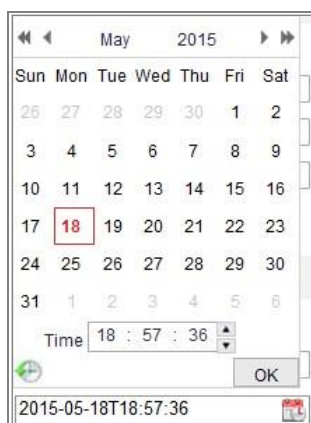 May 2015
Sun Mon Tue Wed Thu Fri Sat
26 27 28 29 30 1 2
3 4 5 6 7 8 9
10 11 12 13 14 15 16
17 18 19 20 21 22 23
24 25 26 27 28 29 30
31 1 2 3 4 5 6
Time 18 : 57 : 36
OK
2015-05-18T18:57:36